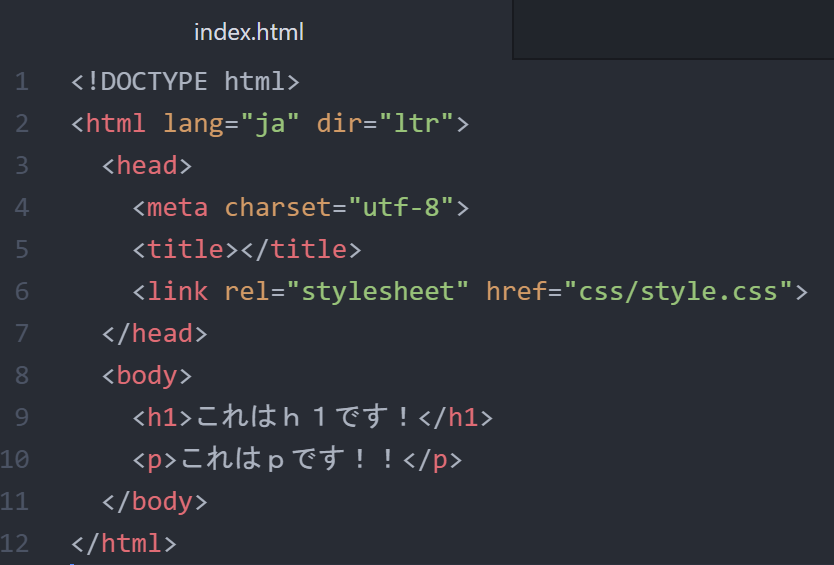 index.html
1 <!DOCTYPE html>
2 <html lang="ja" dir="ltr">
3 <head>
4 <meta charset="utf-8">
5 <title></title>
6 <link rel="stylesheet" href="css/style.css">
7 </head>
8 <body>
9 <h1>これはｈ１です！</h1>
10 <p>これはｐです！！</p>
11 </body>
12 </html>